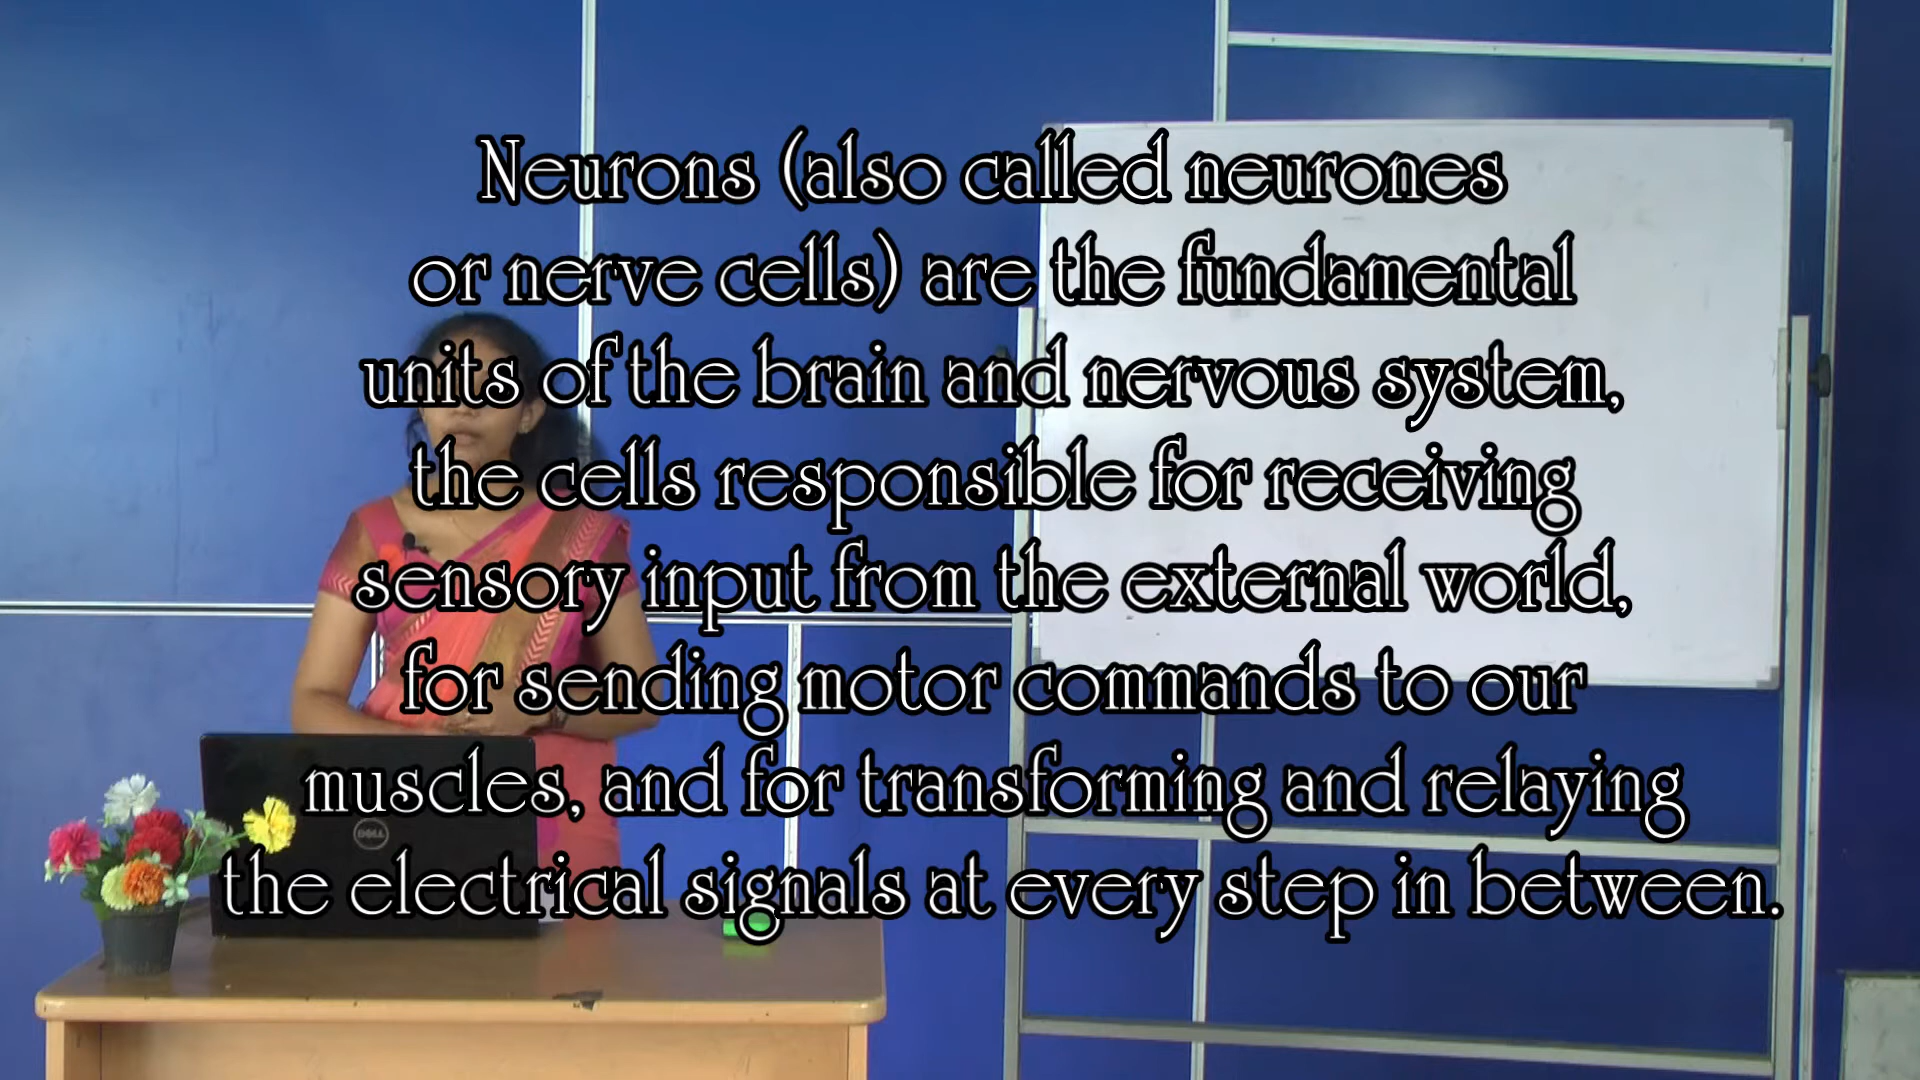 Neurons (also called neurones
or nerve cells) are the fundamental
units of the brain and nervous system,
the cells responsible for receiving
sensory input from the external world,
for sending motor commands to our
muscles, and for transforming and relaying
the electrical signals at every step in between.
DELL